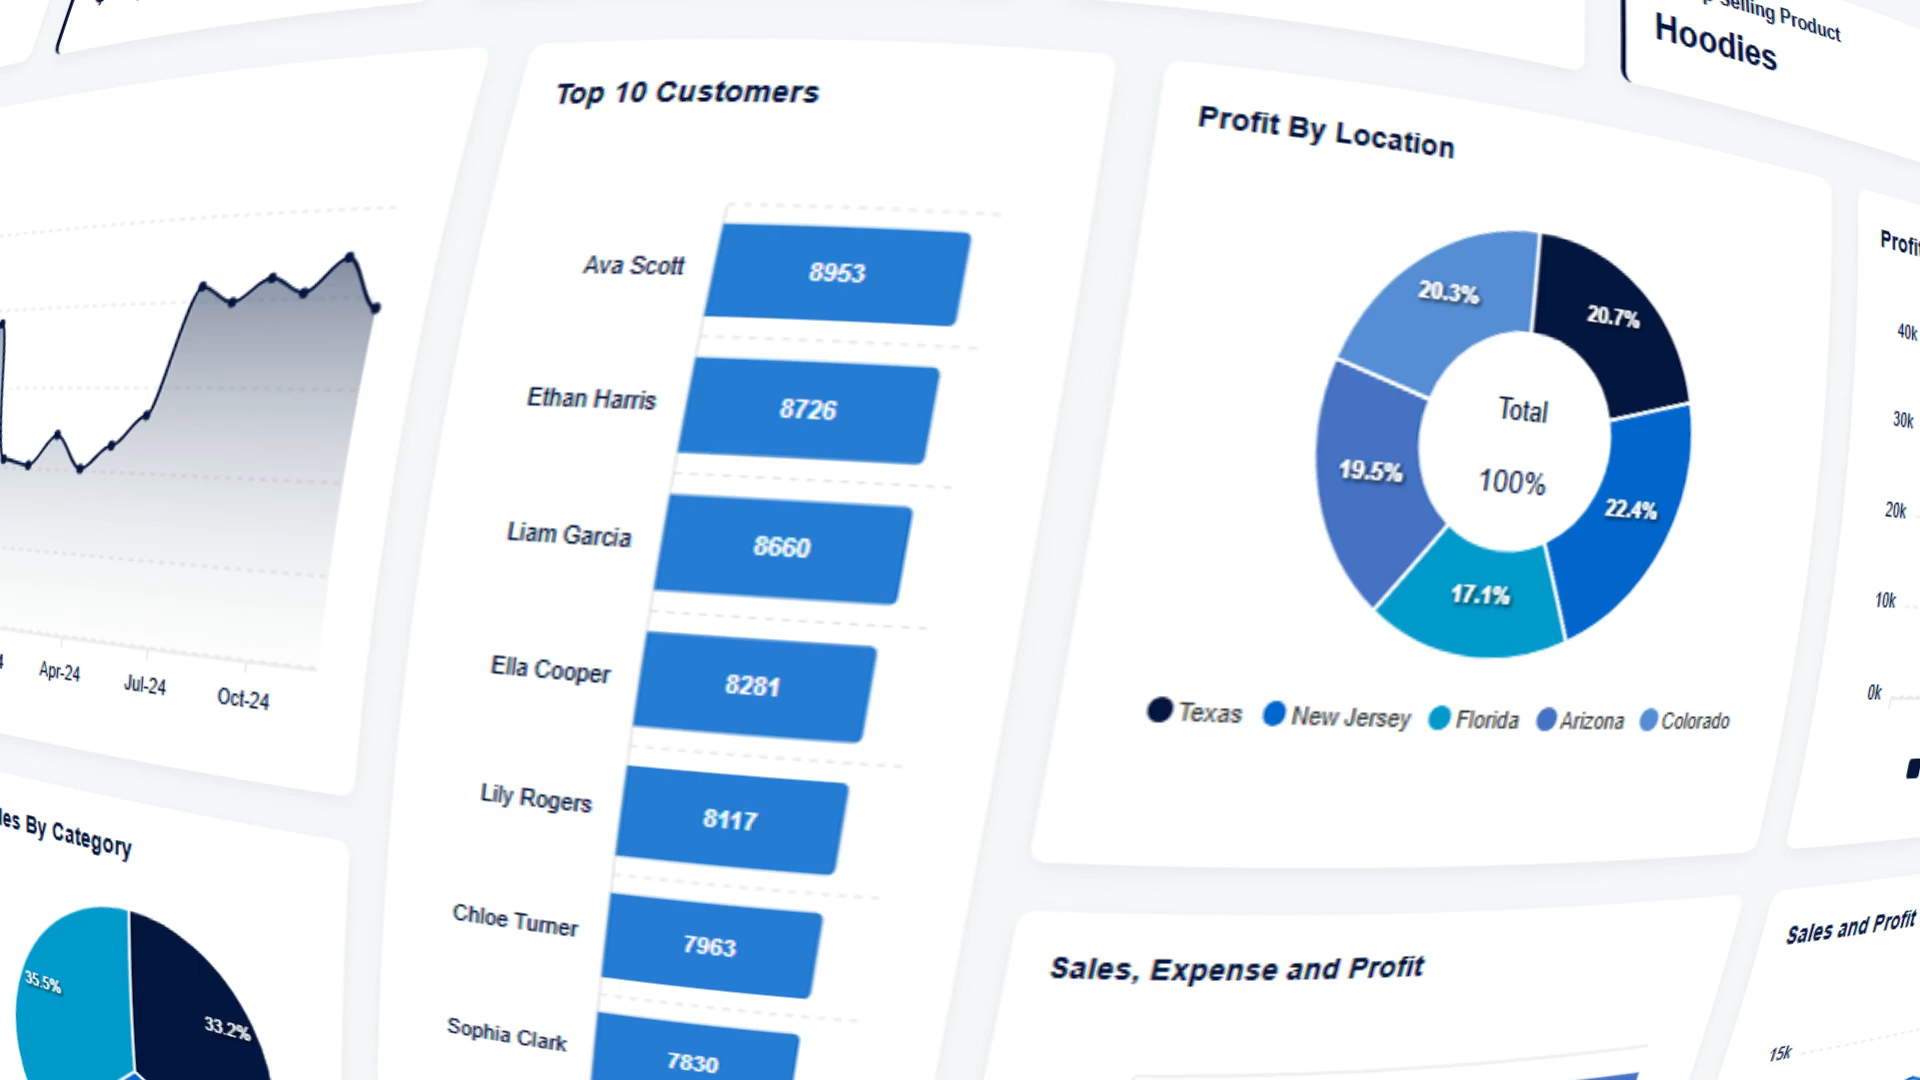 Selling Product
Hoodies
Top 10 Customers
Ava Scott 8953
Ethan Harris 8726
Liam Garcia 8660
Ella Cooper 8281
Lily Rogers 8117
Chloe Turner 7963
Sophia Clark 7830
Profit By Location
20.3%
20.7%
19.5%
22.4%
17.1%
Total
100%
Texas New Jersey Florida Arizona Colorado
40k
30k
20k
10k
0k
Apr-24 Jul-24 Oct-24
By Category
35.5%
33.2%
Sales, Expense and Profit
Sales and Profit
15k